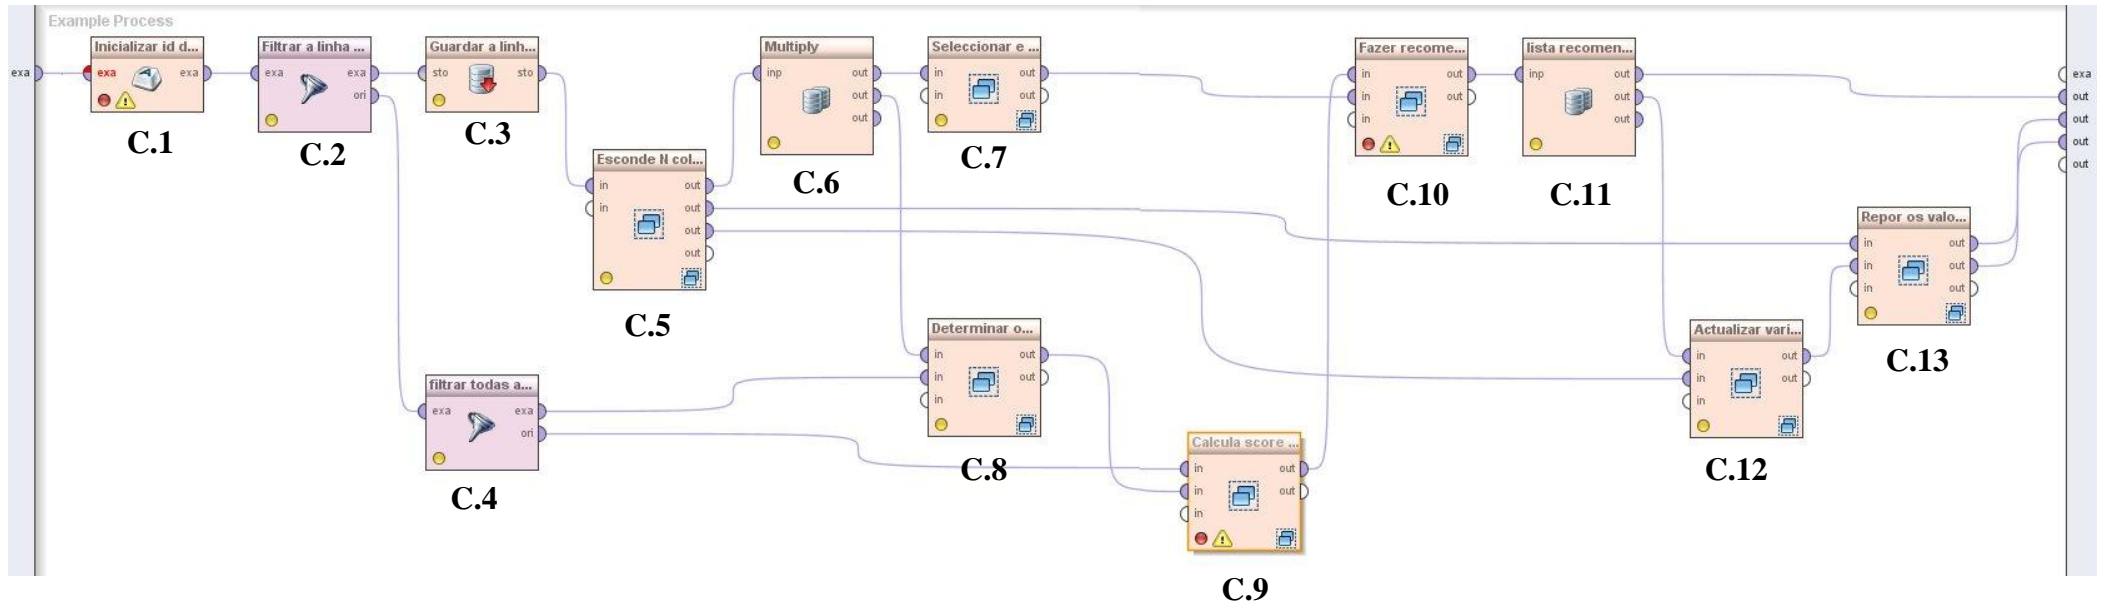 Example Process
exa
Inicializar id d...
exa exa
C.1
Filtrar a linha ...
exa exa
ori
C.2
Guardar a linh...
sto sto
C.3
filtrar todas a...
exa exa
ori
C.4
Esconde N col...
in out
in out
out
out
C.5
Multiply
inp out
out
out
C.6
Seleccionar e ...
in out
in out
C.7
Determinar o...
in out
in out
in
C.8
Calcula score ...
in out
in out
in
C.9
Fazer recome...
in out
in out
in
C.10
lista recomen...
inp out
out
out
C.11
Actualizar vari...
in out
in out
in
C.12
Repor os valo...
in out
in out
in out
C.13
exa
out
out
out
out